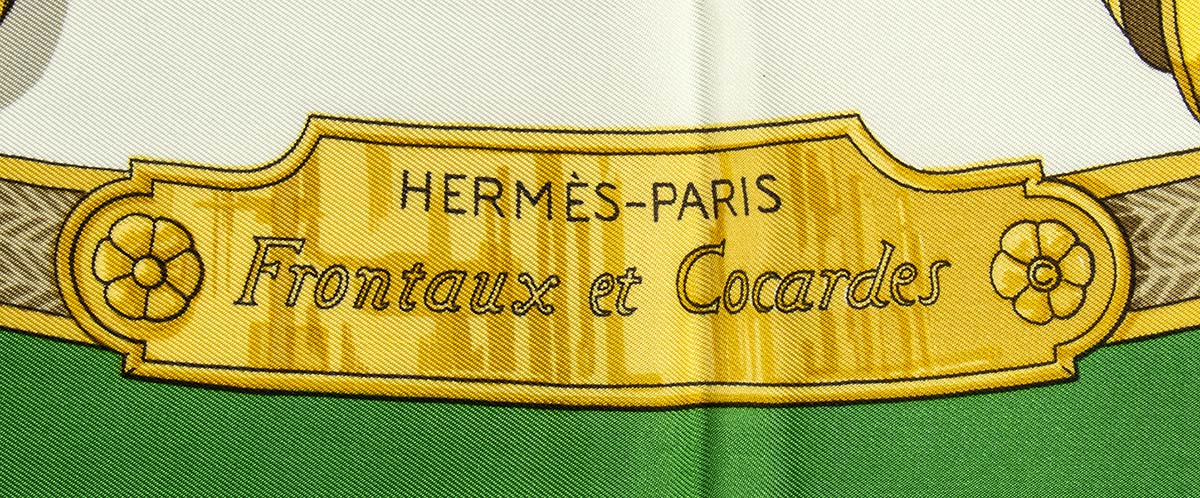 HERMÈS-PARIS
Frontaux et Cocardes
©